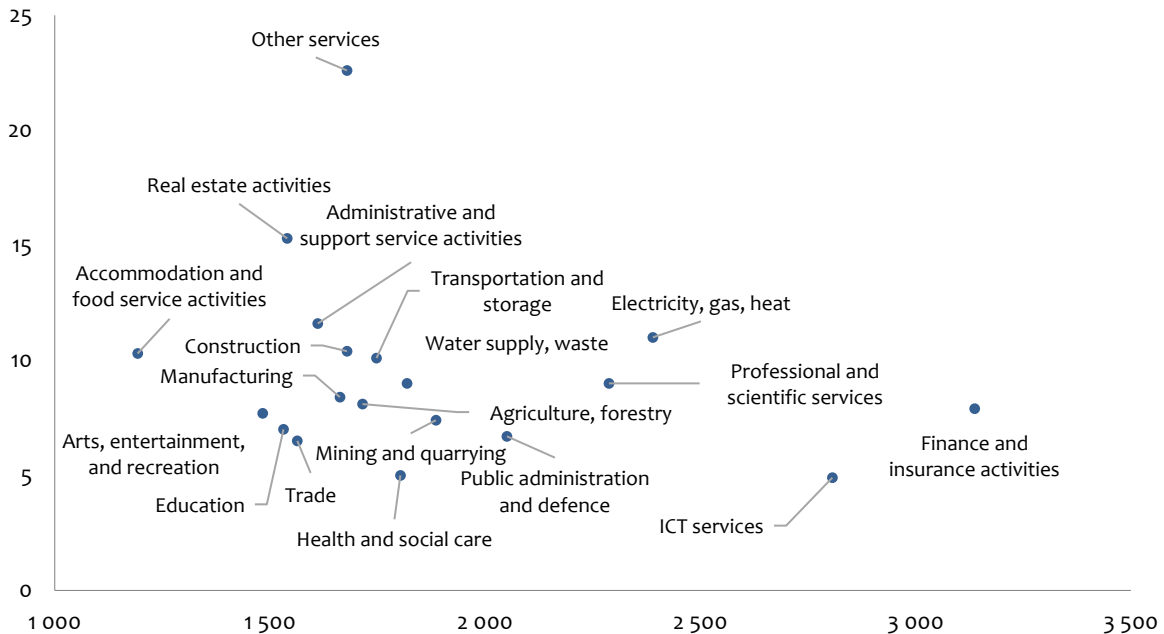 25
Other services
20
Real estate activities
Administrative and
support service activities
15
Accommodation and
food service activities
Transportation and
storage
Electricity, gas, heat
Construction
Water supply, waste
10
Manufacturing
Professional and
scientific services
Agriculture, forestry
Arts, entertainment,
and recreation
Mining and quarrying
Finance and
insurance activities
5
Public administration
and defence
Education
Trade
ICT services
Health and social care
0
1 000
1 500
2 000
2 500
3 000
3 500